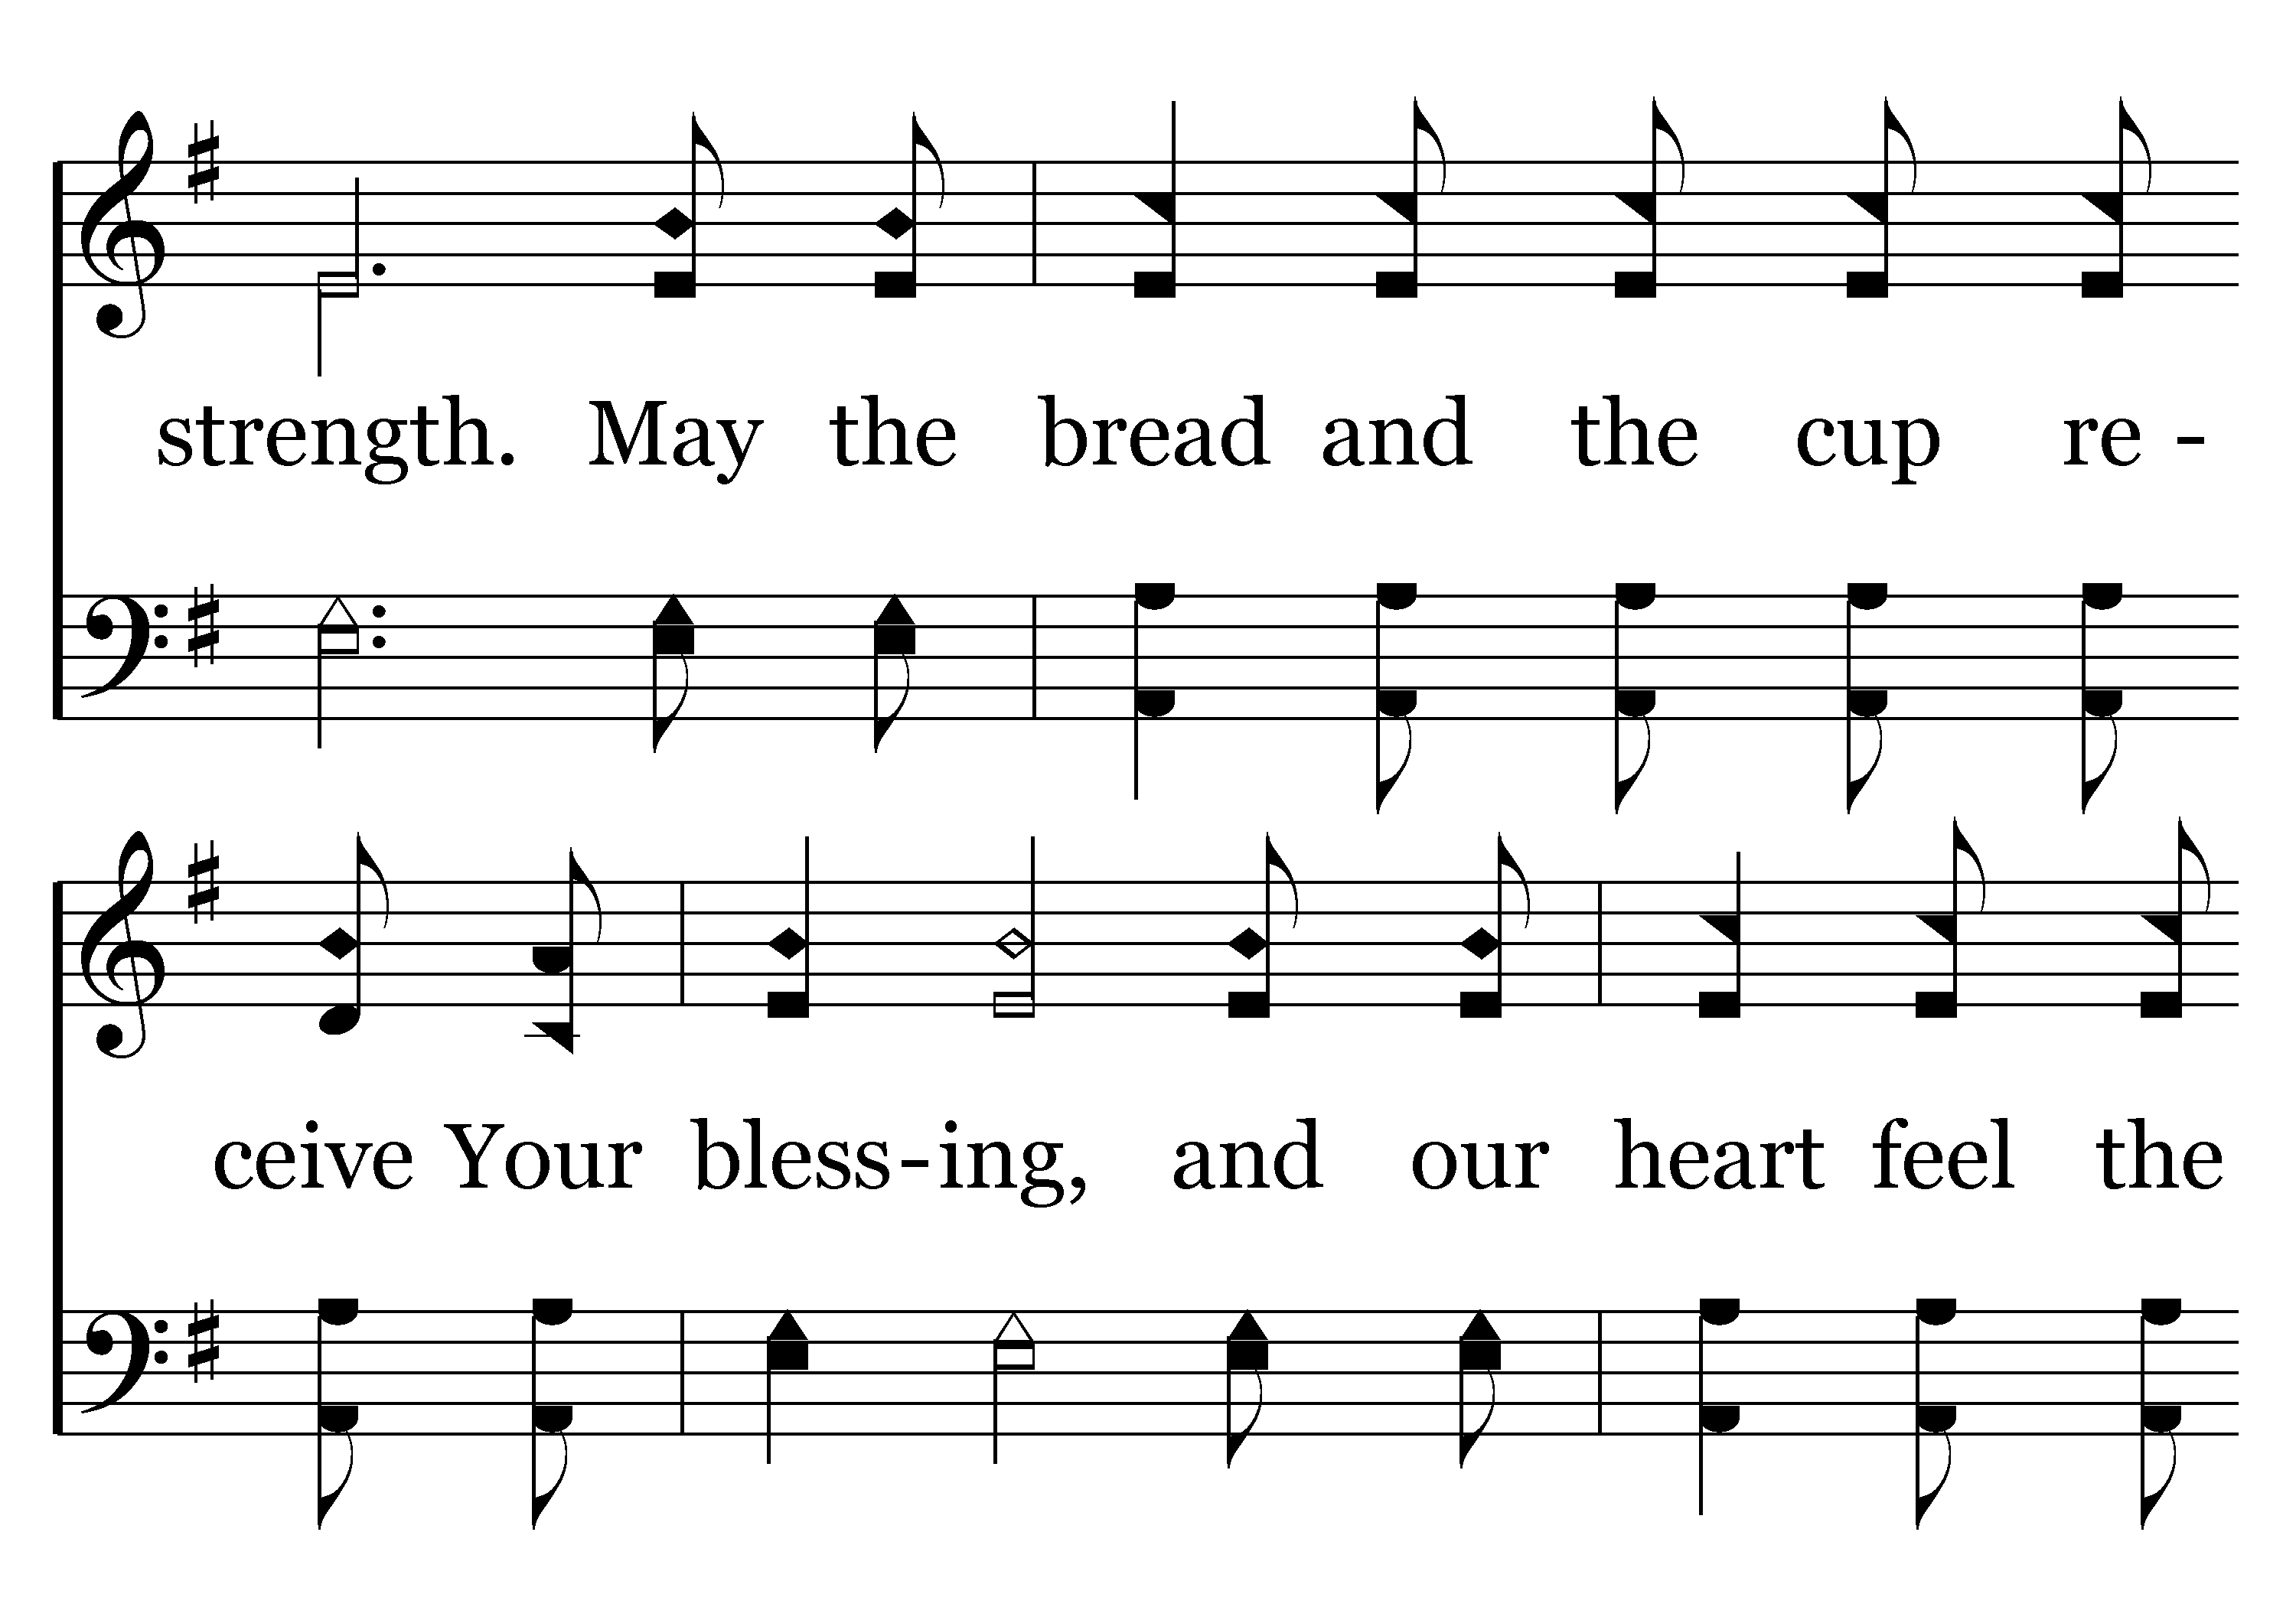 strength. May the bread and the cup re -
ceive Your bless-ing, and our heart feel the